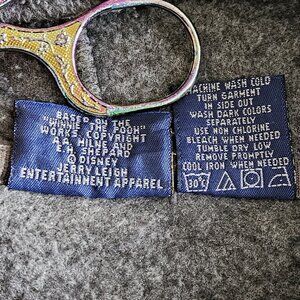 BASED ON THE
"WINNIE THE POOH"
WORKS, COPYRIGHT
A.A. MILNE AND
E.H. SHEPARD
© DISNEY
JERRY LEIGH
ENTERTAINMENT APPAREL
MACHINE WASH COLD
TURN GARMENT
IN SIDE OUT
WASH DARK COLORS
SEPARATELY
USE NON CHLORINE
BLEACH WHEN NEEDED
TUMBLE DRY LOW
REMOVE PROMPTLY
COOL IRON WHEN NEEDED
30°C